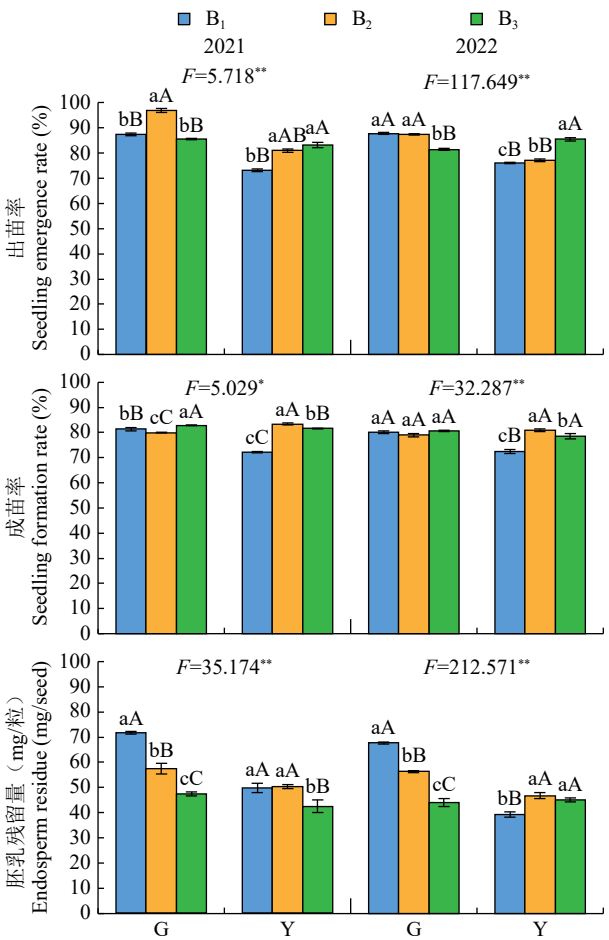 B₁ B₂ B₃
2021 2022
F=5.718** F=117.649**
出苗率
Seedling emergence rate (%)
100
90
80
70
60
50
40
30
20
10
0
bB aA bB bB aAB aA aA aA bB cB bB aA
F=5.029* F=32.287**
成苗率
Seedling formation rate (%)
100
90
80
70
60
50
40
30
20
10
0
bB cC aA cC aA bB aA aA aA cB aA bA
F=35.174** F=212.571**
胚乳残留量（mg/粒）
Endosperm residue (mg/seed)
100
90
80
70
60
50
40
30
20
10
0
aA bB cC aA aA bB aA bB cC bB aA aA
G Y G Y